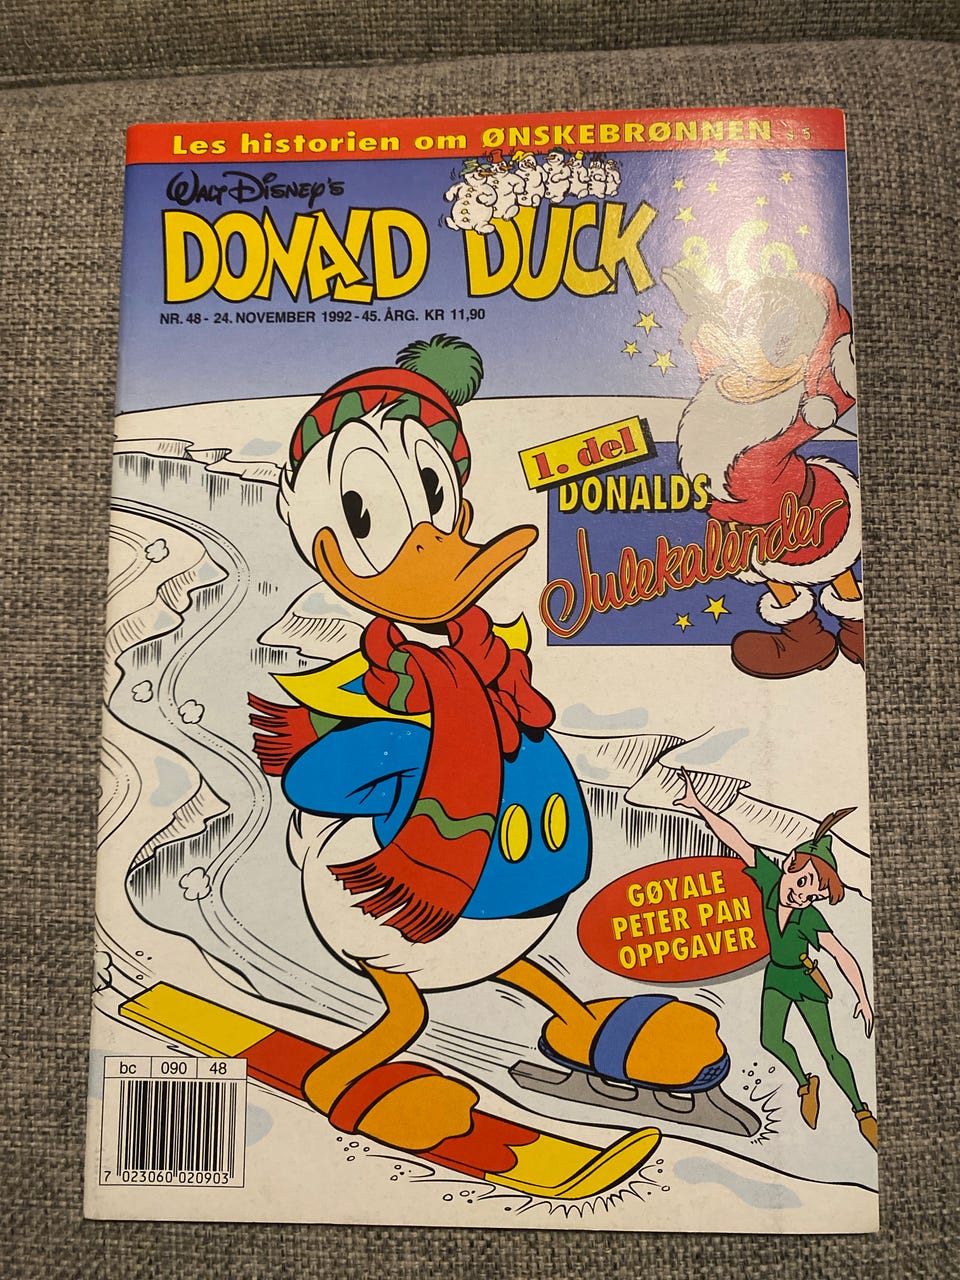 Les historien om ØNSKEBRØNNEN s 5
Walt Disney's
DONALD DUCK & Co
NR. 48 - 24. NOVEMBER 1992 - 45. ÅRG. KR 11,90
1. del
DONALDS
Julekalender
GØYALE
PETER PAN
OPPGAVER
bc 090 48
7 023060 020903